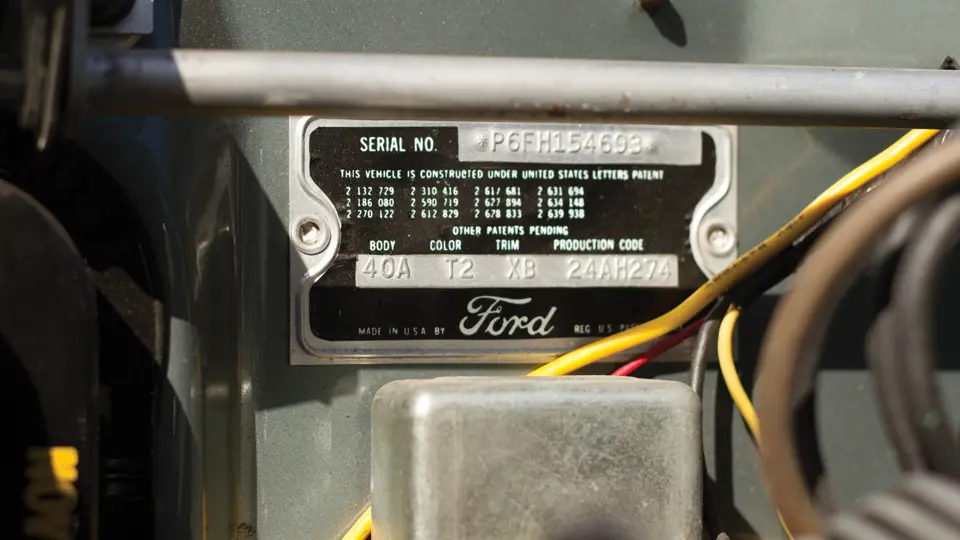 SERIAL NO. *P6FH154693*
THIS VEHICLE IS CONSTRUCTED UNDER UNITED STATES LETTERS PATENT
2 132 729 2 310 416 2 617 681 2 631 694
2 186 080 2 590 719 2 627 894 2 634 148
2 270 122 2 612 829 2 678 833 2 639 938
OTHER PATENTS PENDING
BODY COLOR TRIM PRODUCTION CODE
40A T2 XB 24AH274
MADE IN U.S.A. BY Ford REG U.S.